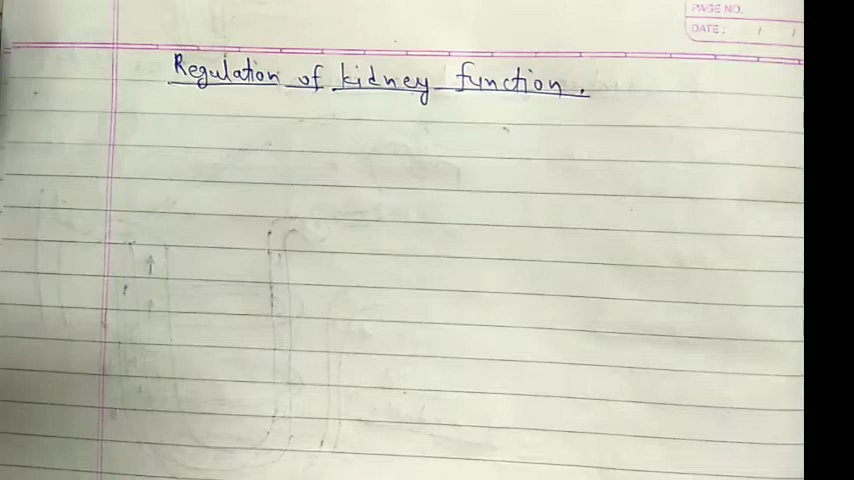 PAGE NO.
DATE: / /
Regulation of kidney function.